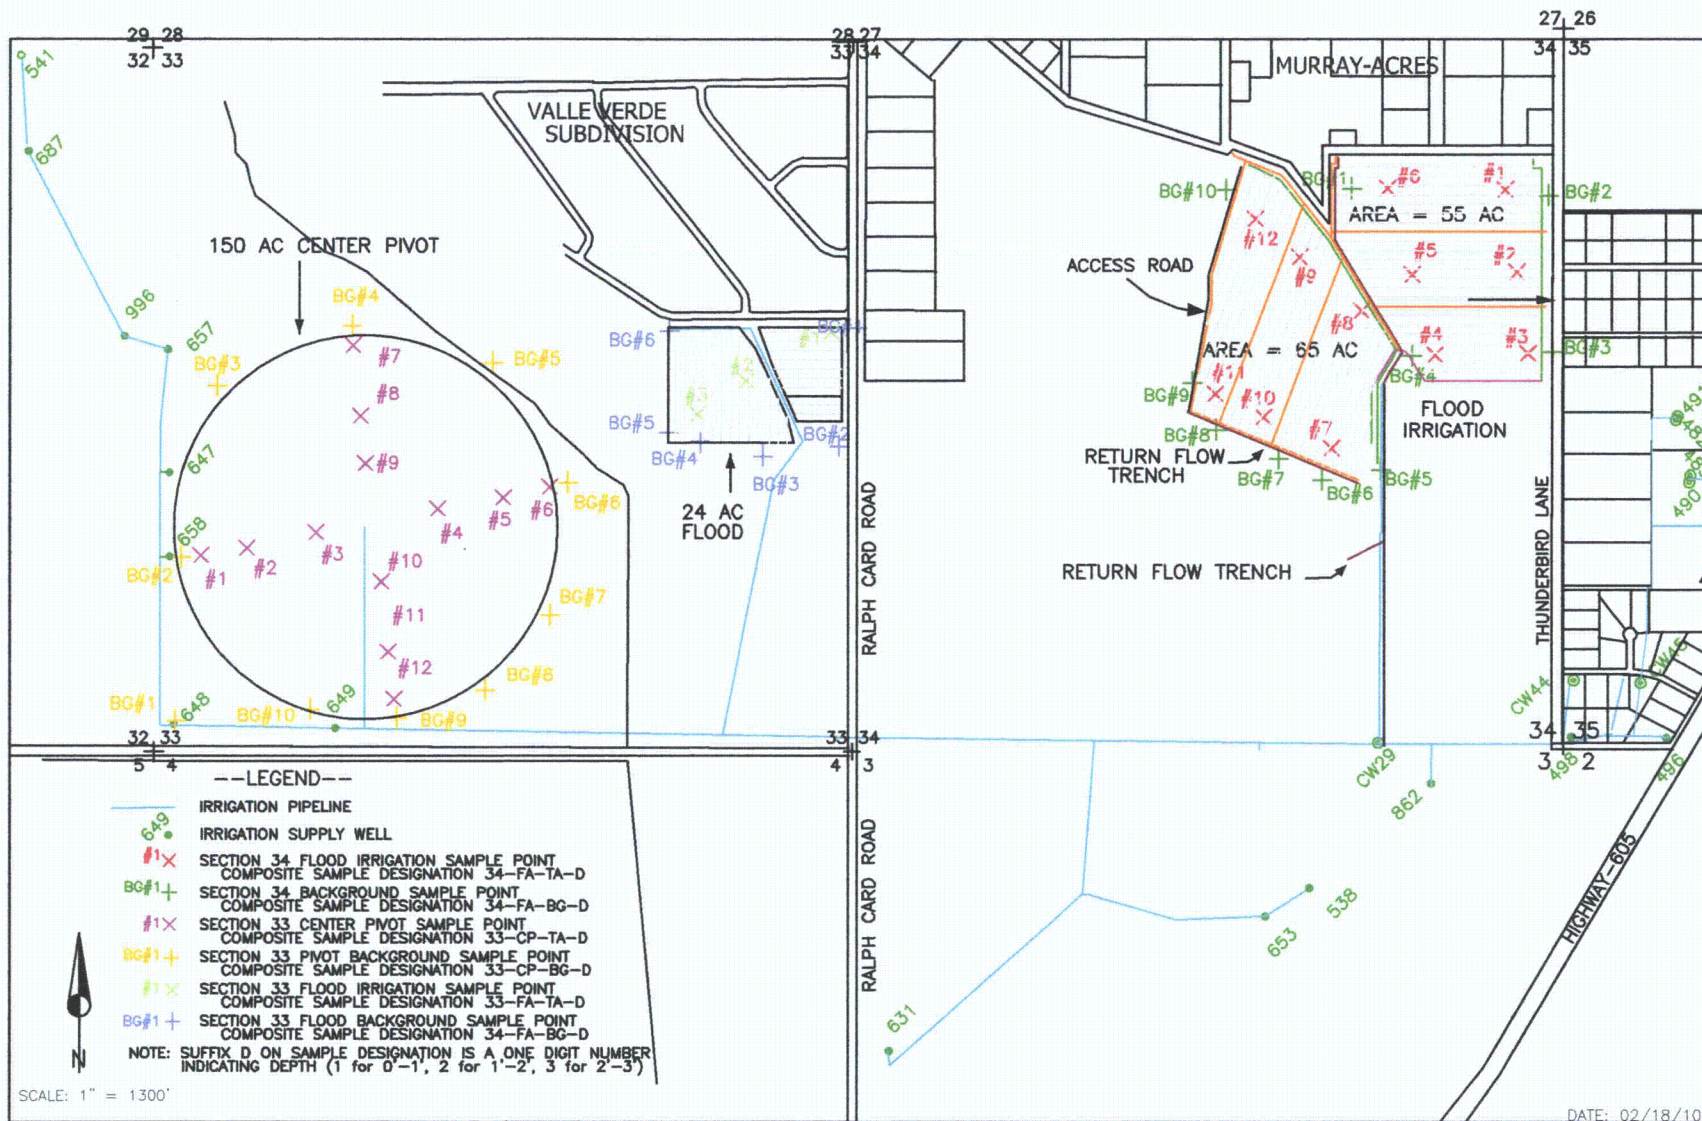 29 28
32 33
28 27
33 34
27 26
34 35
541
687
996
657
647
658
648
649
VALLE VERDE
SUBDIVISION
MURRAY-ACRES
150 AC CENTER PIVOT
BG#4
BG#3
BG#5
#7
#8
#9
BG#6
#6
#5
#4
#3
#2
#1
BG#2
#10
#11
#12
BG#7
BG#8
BG#9
BG#10
BG#1
BG#6
BG#5
BG#4
BG#3
BG#2
#1
#2
#3
24 AC
FLOOD
RALPH CARD ROAD
RALPH CARD ROAD
BG#10
BG#2
#6
#1
AREA = 55 AC
#12
#9
#5
#2
ACCESS ROAD
#8
#4
#3
BG#3
AREA = 65 AC
BG#4
#11
#10
#7
BG#9
BG#8
BG#7
BG#6
BG#5
FLOOD
IRRIGATION
RETURN FLOW
TRENCH
RETURN FLOW TRENCH
THUNDERBIRD LANE
490
CW45
CW44
498
496
CW29
862
538
653
631
HIGHWAY-605
32 33
5 4
33 34
4 3
34 35
3 2
--LEGEND--
IRRIGATION PIPELINE
649 IRRIGATION SUPPLY WELL
#1 SECTION 34 FLOOD IRRIGATION SAMPLE POINT
COMPOSITE SAMPLE DESIGNATION 34-FA-TA-D
BG#1 SECTION 34 BACKGROUND SAMPLE POINT
COMPOSITE SAMPLE DESIGNATION 34-FA-BG-D
#1 SECTION 33 CENTER PIVOT SAMPLE POINT
COMPOSITE SAMPLE DESIGNATION 33-CP-TA-D
BG#1 SECTION 33 PIVOT BACKGROUND SAMPLE POINT
COMPOSITE SAMPLE DESIGNATION 33-CP-BG-D
#1 SECTION 33 FLOOD IRRIGATION SAMPLE POINT
COMPOSITE SAMPLE DESIGNATION 33-FA-TA-D
BG#1 SECTION 33 FLOOD BACKGROUND SAMPLE POINT
COMPOSITE SAMPLE DESIGNATION 34-FA-BG-D
NOTE: SUFFIX D ON SAMPLE DESIGNATION IS A ONE DIGIT NUMBER
INDICATING DEPTH (1 for 0'-1', 2 for 1'-2', 3 for 2'-3')
N
SCALE: 1" = 1300'
DATE: 02/18/10